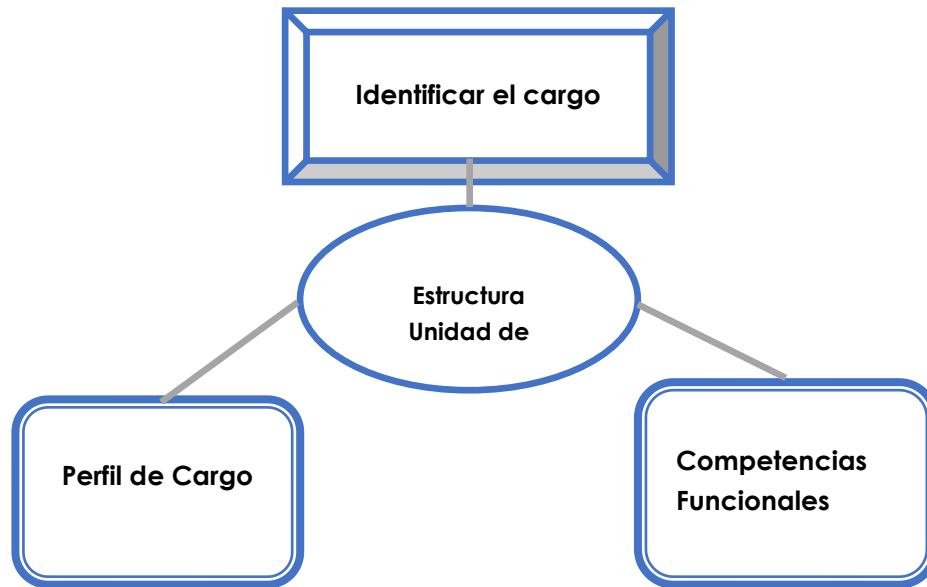 Identificar el cargo
Estructura
Unidad de
Perfil de Cargo
Competencias
Funcionales